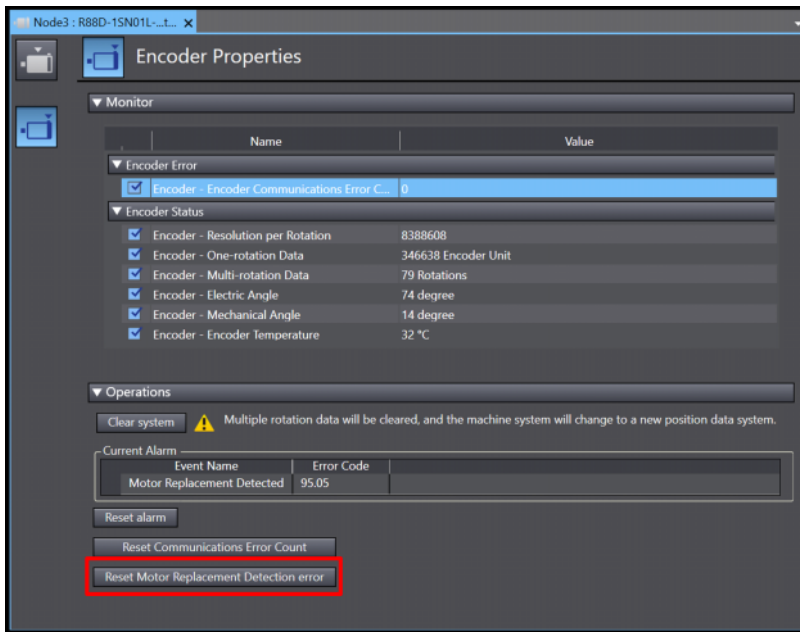 Node3 : R88D-1SN01L-...t...
Encoder Properties
Monitor
Name Value
Encoder Error
Encoder - Encoder Communications Error C... 0
Encoder Status
Encoder - Resolution per Rotation 8388608
Encoder - One-rotation Data 346638 Encoder Unit
Encoder - Multi-rotation Data 79 Rotations
Encoder - Electric Angle 74 degree
Encoder - Mechanical Angle 14 degree
Encoder - Encoder Temperature 32 °C
Operations
Clear system Multiple rotation data will be cleared, and the machine system will change to a new position data system.
Current Alarm
Event Name Error Code
Motor Replacement Detected 95.05
Reset alarm
Reset Communications Error Count
Reset Motor Replacement Detection error